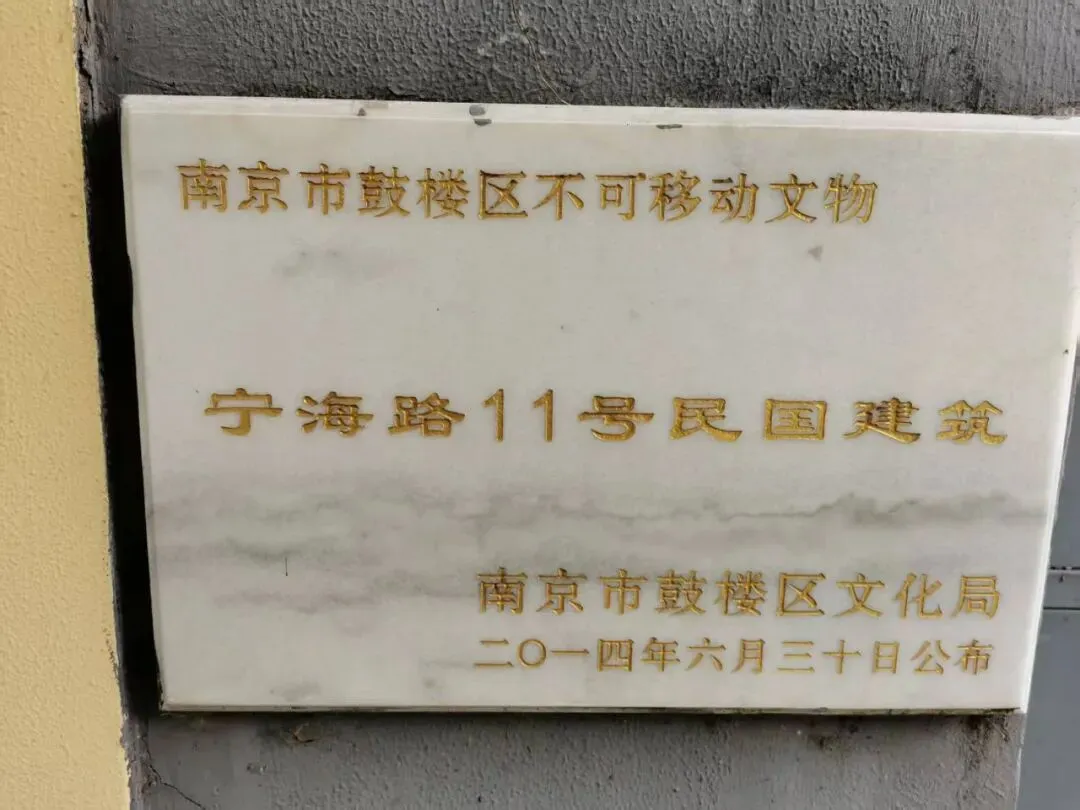 南京市鼓楼区不可移动文物
宁海路11号民国建筑
南京市鼓楼区文化局
二〇一四年六月三十日公布